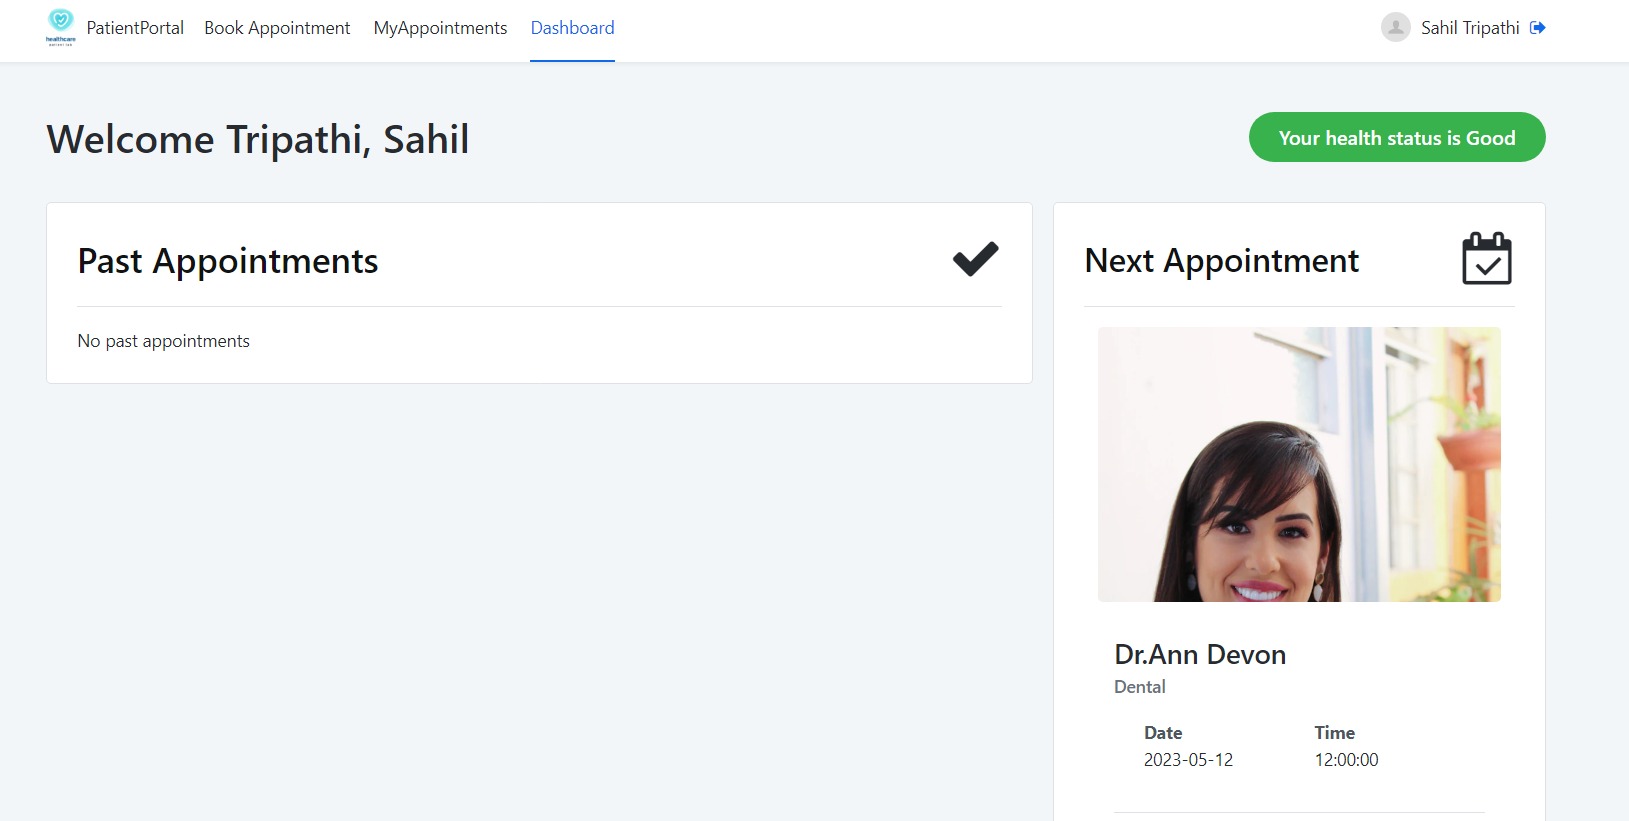 healthcare
PatientPortal
Book Appointment
MyAppointments
Dashboard
Sahil Tripathi
Welcome Tripathi, Sahil
Your health status is Good
Past Appointments
No past appointments
Next Appointment
Dr.Ann Devon
Dental
Date
Time
2023-05-12
12:00:00